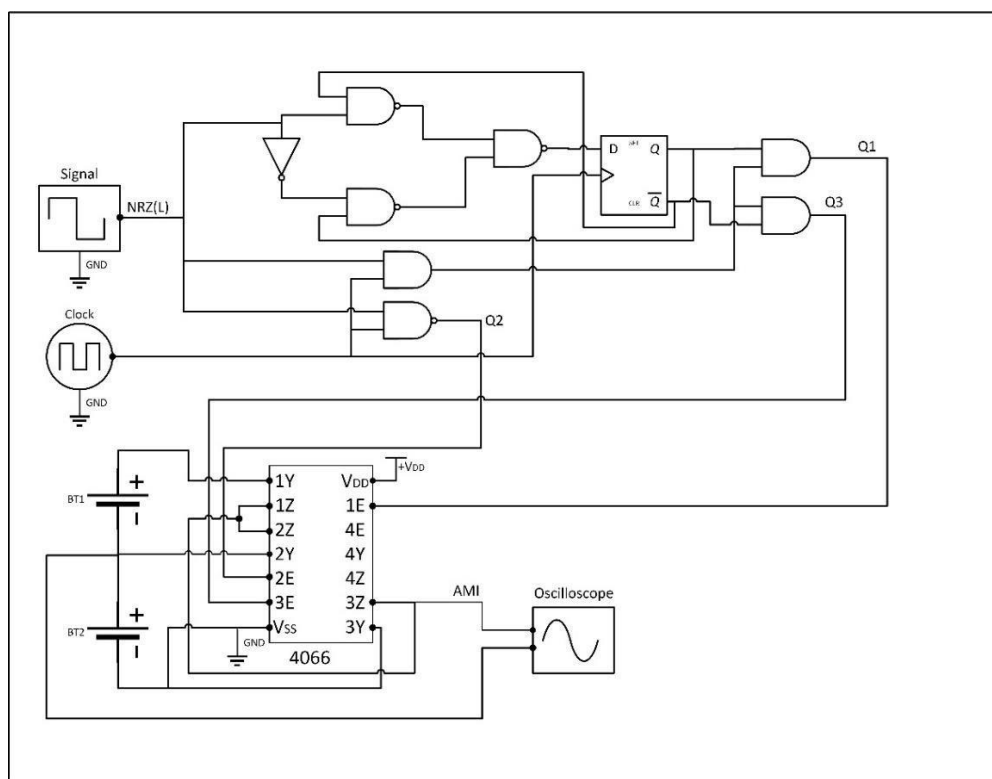 Signal
NRZ(L)
GND
Clock
GND
D
Q
CLR
Q
Q1
Q3
Q2
BT1
+
-
BT2
+
-
1Y
1Z
2Z
2Y
2E
3E
VSS
VDD
1E
4E
4Y
4Z
3Z
3Y
+VDD
GND
4066
AMI
Oscilloscope